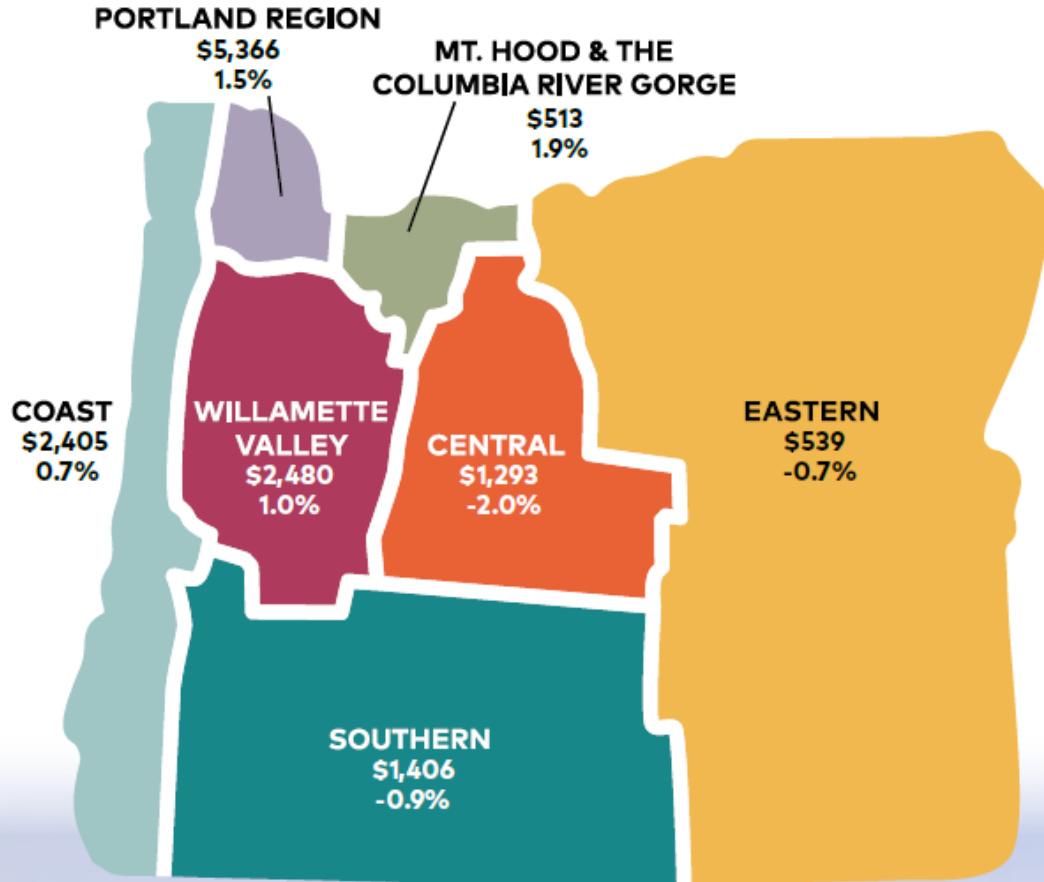 PORTLAND REGION
$5,366
1.5%
MT. HOOD & THE
COLUMBIA RIVER GORGE
$513
1.9%
COAST
$2,405
0.7%
WILLAMETTE
VALLEY
$2,480
1.0%
CENTRAL
$1,293
-2.0%
EASTERN
$539
-0.7%
SOUTHERN
$1,406
-0.9%